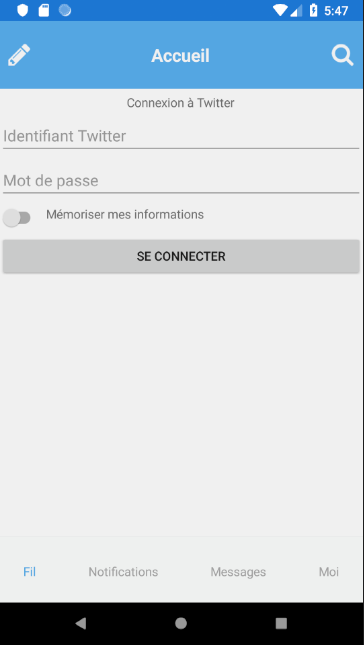 5:47
Accueil
Connexion à Twitter
Identifiant Twitter
Mot de passe
Mémoriser mes informations
SE CONNECTER
Fil Notifications Messages Moi